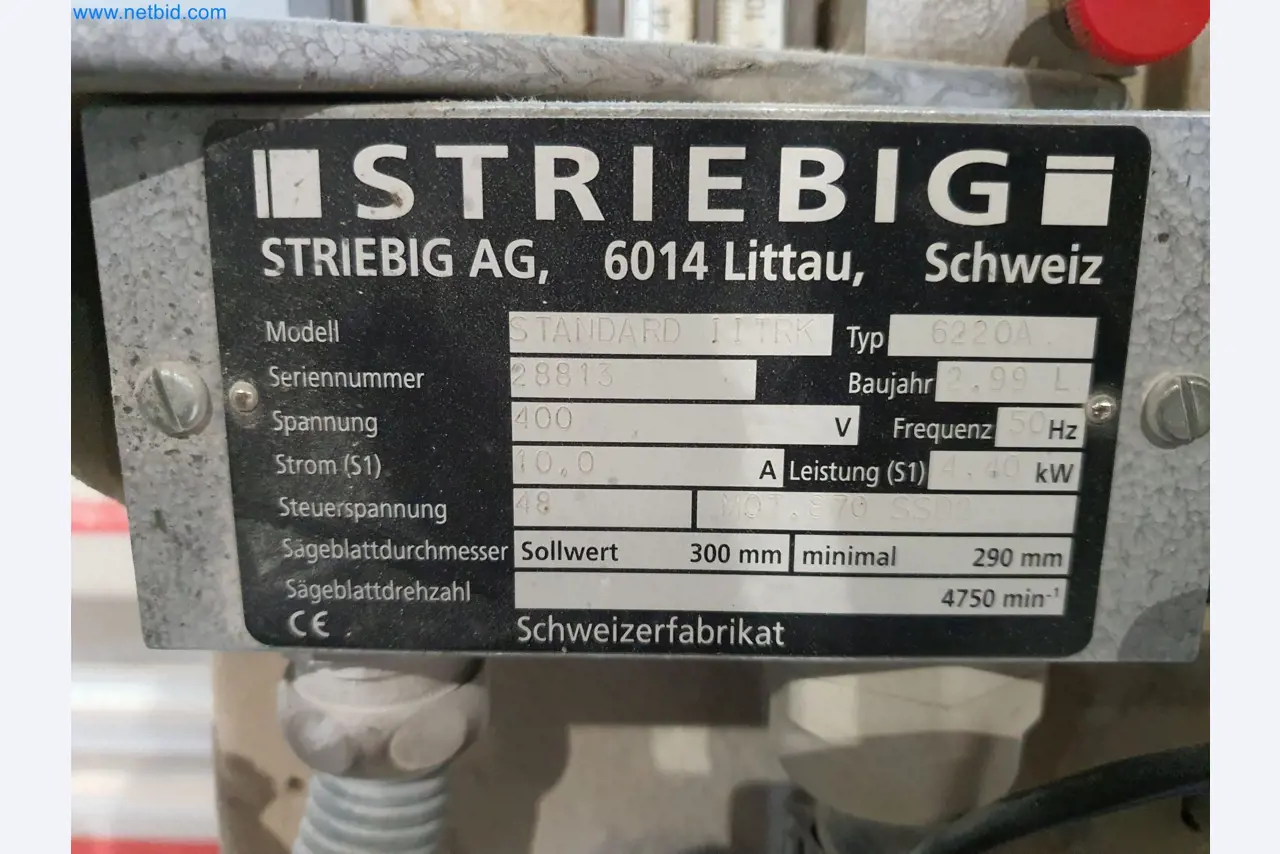 www.netbid.com
STRIEBIG
STRIEBIG AG, 6014 Littau, Schweiz
Modell STANDARD IITRK Typ 6220A
Seriennummer 28813 Baujahr 2.99 L
Spannung 400 V Frequenz 50 Hz
Strom (S1) 10.0 A Leistung (S1) 4.40 kW
Steuerspannung 48
Sägeblattdurchmesser Sollwert 300 mm minimal 290 mm
Sägeblattdrehzahl 4750 min⁻¹
CE Schweizerfabrikat